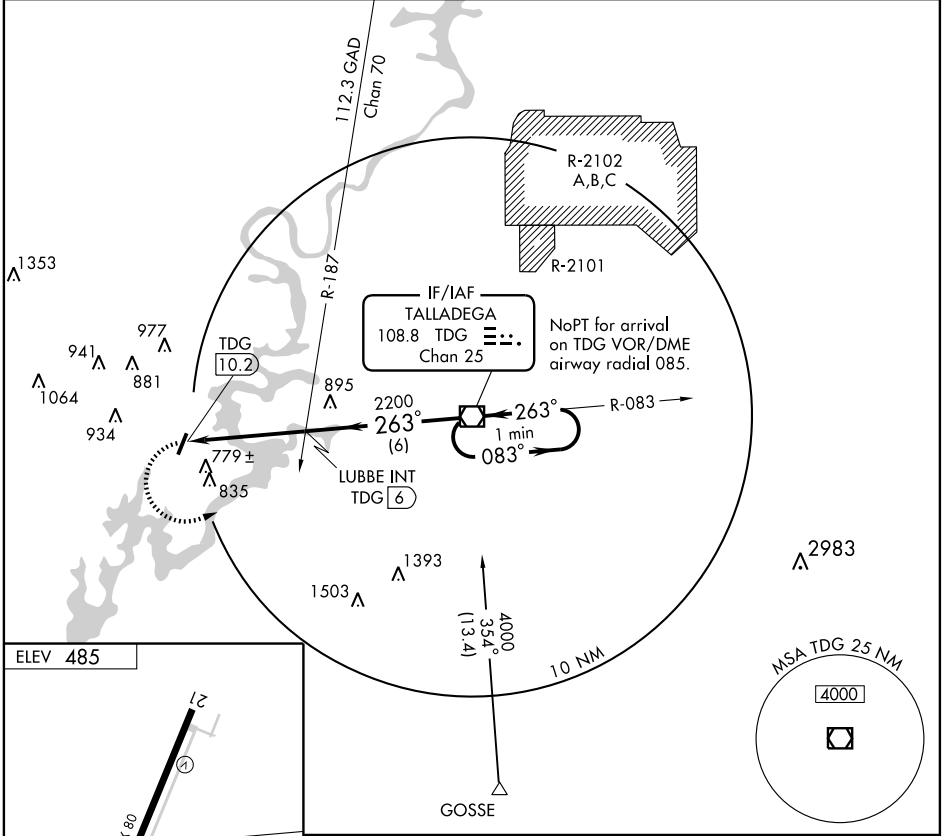 112.3 GAD
Chan 70
R-2102
A,B,C
R-2101
R-187
1353
977
941
881
1064
934
TDG
10.2
IF/IAF
TALLADEGA
108.8 TDG
Chan 25
NoPT for arrival
on TDG VOR/DME
airway radial 085.
895
2200
263°
(6)
263°
R-083
1 min
083°
779 ±
835
LUBBE INT
TDG 6
1393
1503
2983
4000
354°
(13.4)
10 NM
GOSSE
MSA TDG 25 NM
4000
ELEV 485
21
V